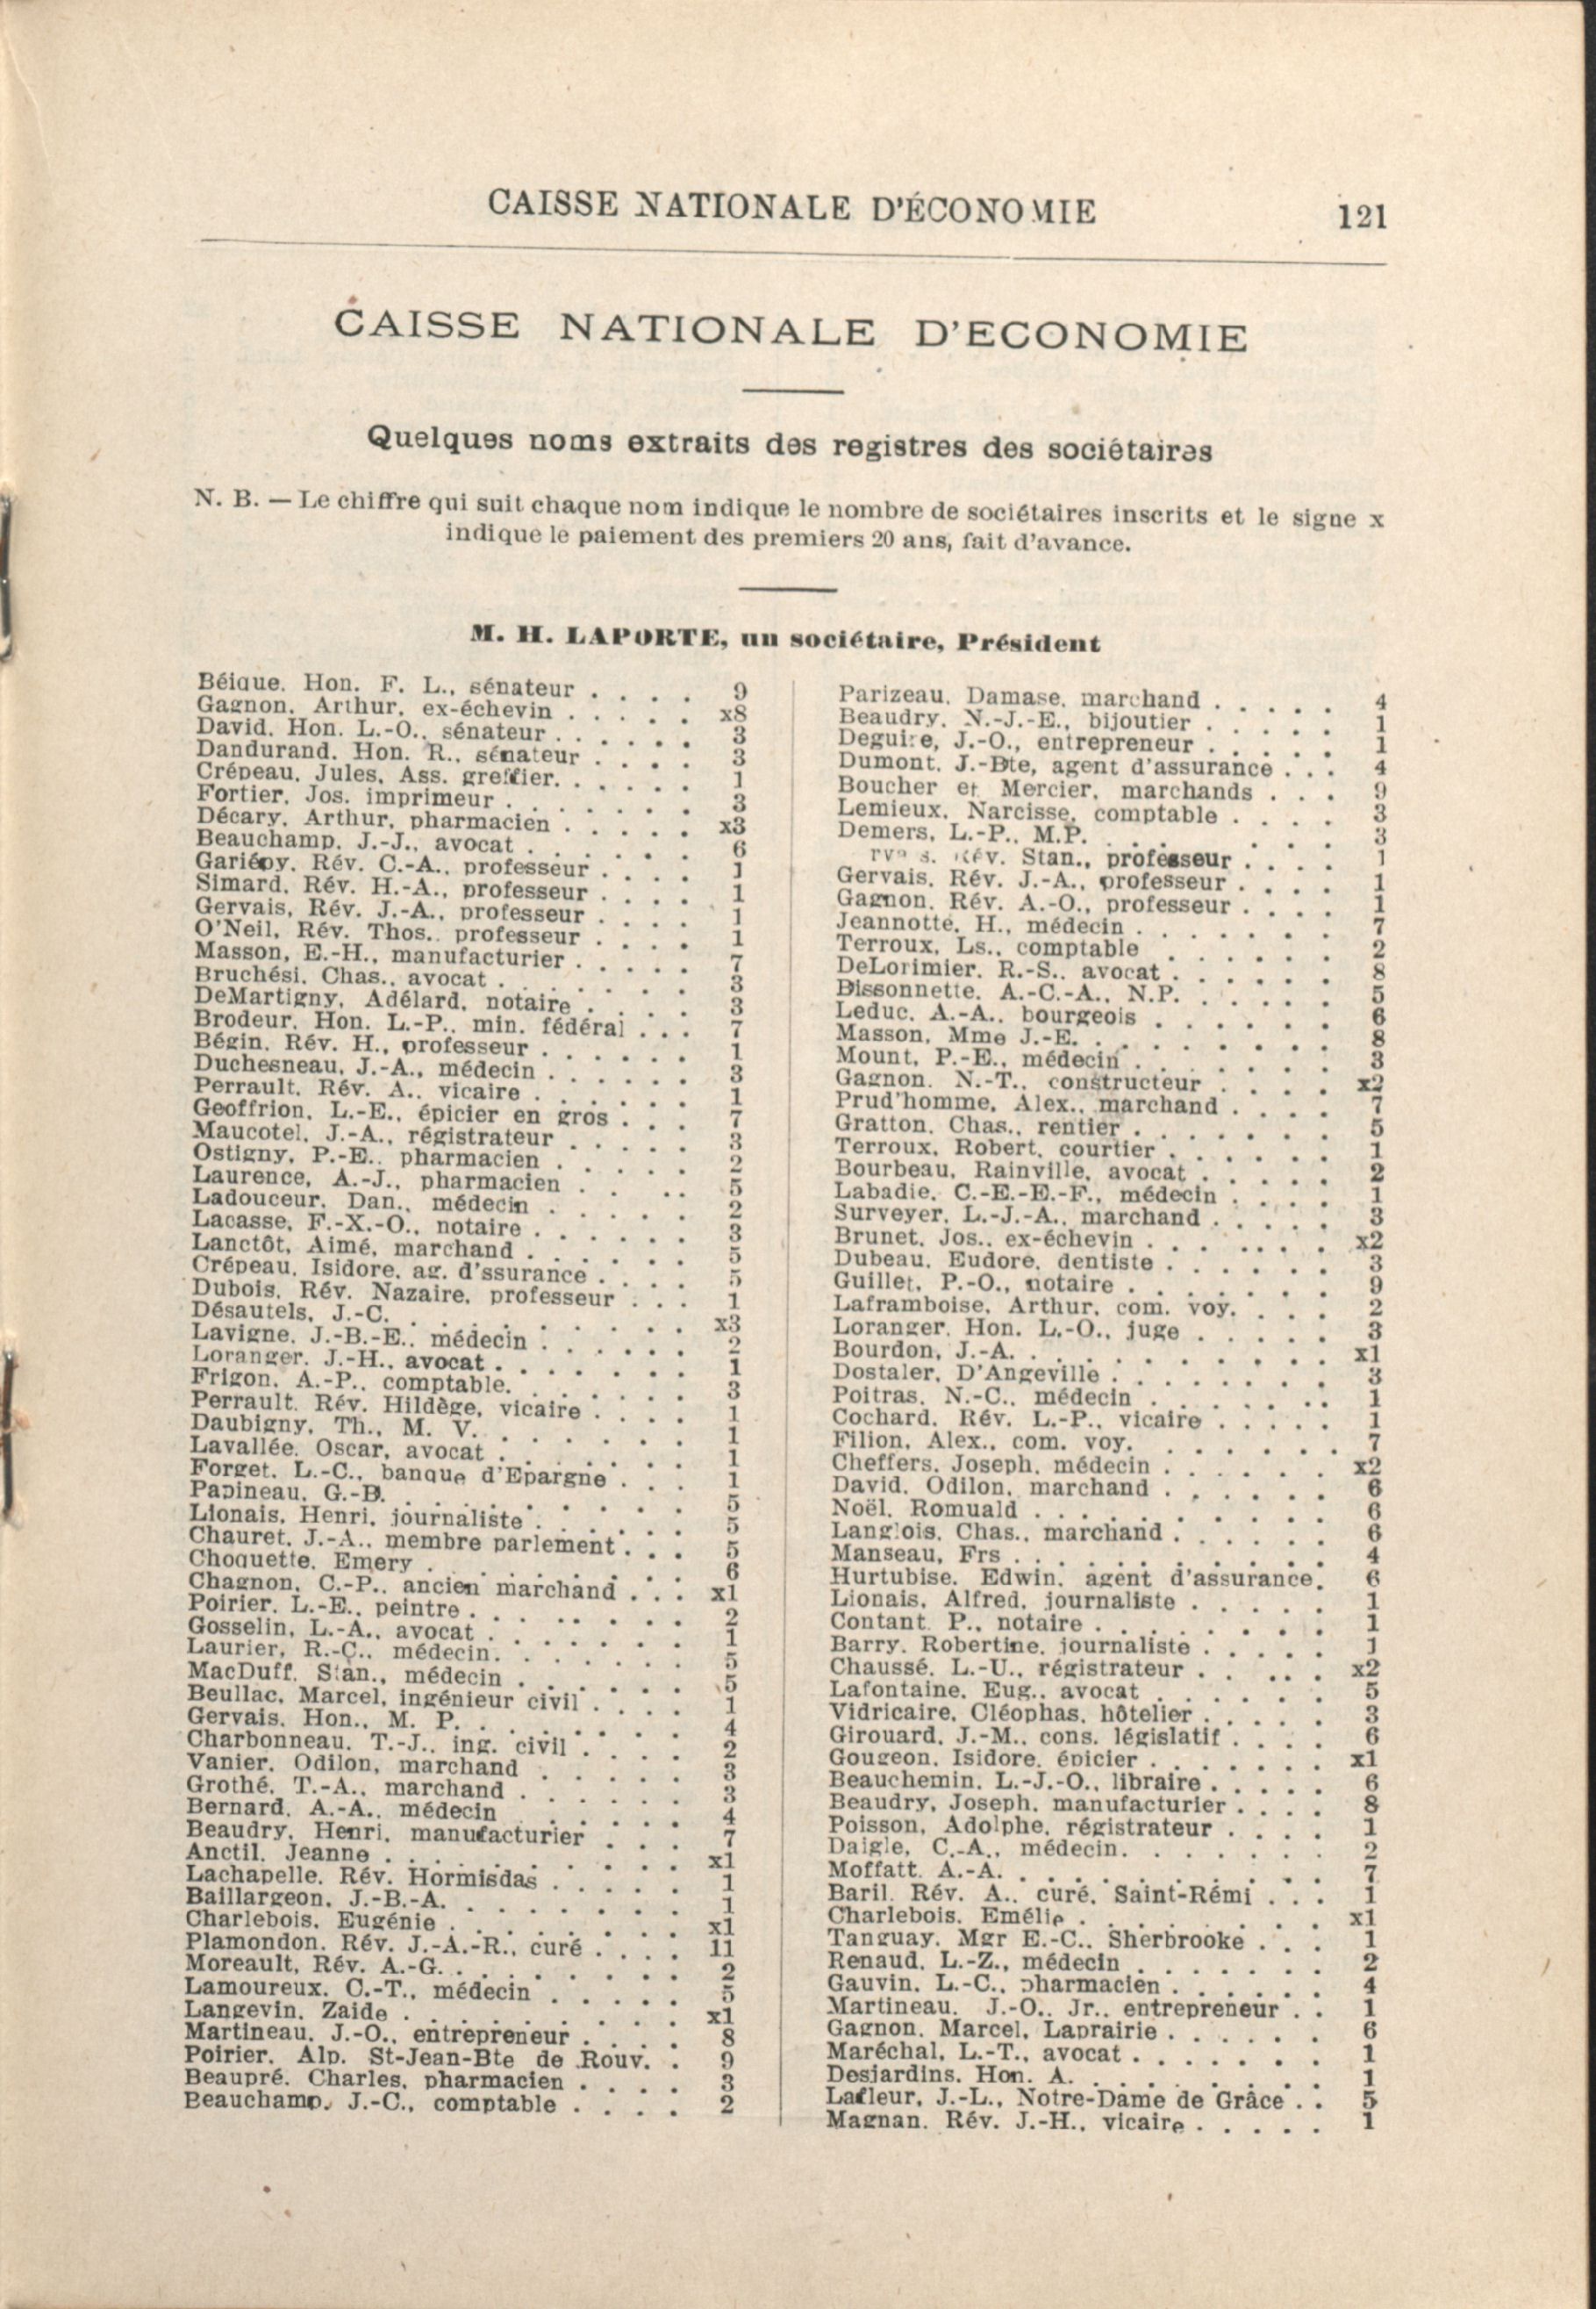 CAISSE NATIONALE D'ÉCONOMIE 121
CAISSE NATIONALE D'ECONOMIE
Quelques noms extraits des registres des sociétaires
N. B. — Le chiffre qui suit chaque nom indique le nombre de sociétaires inscrits et le signe x
indique le paiement des premiers 20 ans, fait d'avance.
M. H. LAPORTE, un sociétaire, Président
Béique. Hon. F. L., sénateur . . . . 9
Gagnon. Arthur, ex-échevin . . . . . x8
David. Hon. L.-O., sénateur . . . . . . 3
Dandurand. Hon. R., sénateur . . . . 3
Crépeau. Jules, Ass. greffier. . . . . . 1
Fortier. Jos. imprimeur . . . . . . . 3
Décary. Arthur, pharmacien . . . . . x3
Beauchamp. J.-J., avocat . . . . . . 6
Gariépy. Rév. C.-A., professeur . . . . 1
Simard. Rév. H.-A., professeur . . . . 1
Gervais, Rév. J.-A., professeur . . . . 1
O'Neil, Rév. Thos., professeur . . . . 1
Masson, E.-H., manufacturier . . . . . 7
Bruchési. Chas., avocat . . . . . . . 3
DeMartigny, Adélard, notaire . . . . 3
Brodeur. Hon. L.-P., min. fédéral . . . 7
Bégin. Rév. H., professeur . . . . . . 1
Duchesneau, J.-A., médecin . . . . . . 3
Perrault. Rév. A., vicaire . . . . . . 1
Geoffrion, L.-E., épicier en gros . . . 7
Maucotel. J.-A., régistrateur . . . . . 3
Ostigny. P.-E., pharmacien . . . . . 2
Laurence, A.-J., pharmacien . . . . . 5
Ladouceur. Dan., médecin . . . . . 2
Lacasse, F.-X.-O., notaire . . . . . . 3
Lanctôt, Aimé, marchand . . . . . . 5
Crépeau. Isidore. ag. d'ssurance . . . . 5
Dubois. Rév. Nazaire. professeur . . . 1
Désautels, J.-C. . . . . . . . . x3
Lavigne. J.-B.-E., médecin . . . . . . 2
Loranger. J.-H., avocat . . . . . . . 1
Frigon. A.-P., comptable. . . . . . . 3
Perrault. Rév. Hildège, vicaire . . . . 1
Daubigny, Th., M. V. . . . . . . . 1
Lavallée. Oscar, avocat . . . . . . . 1
Forget. L.-C., banque d'Epargne . . . 1
Papineau. G.-D. . . . . . . . . 5
Lionais. Henri. journaliste . . . . . . 5
Chauret. J.-A., membre parlement . . . 5
Choquette. Emery . . . . . . . . 6
Chagnon. C.-P., ancien marchand . . . x1
Poirier. L.-E., peintre . . . . . . . 2
Gosselin, L.-A., avocat . . . . . . . 1
Laurier, R.-C., médecin. . . . . . . 5
MacDuff. Stan., médecin . . . . . . 5
Beullac, Marcel, ingénieur civil . . . . 1
Gervais. Hon., M. P. . . . . . . . 4
Charbonneau. T.-J., ing. civil . . . . 2
Vanier. Odilon, marchand . . . . . 3
Grothé. T.-A., marchand . . . . . . 3
Bernard. A.-A., médecin . . . . . 4
Beaudry. Henri. manufacturier . . . . 7
Anctil. Jeanne . . . . . . . . . x1
Lachapelle. Rév. Hormisdas . . . . . 1
Baillargeon. J.-B.-A. . . . . . . . 1
Charlebois. Eugénie . . . . . . . . x1
Plamondon. Rév. J.-A.-R., curé . . . . 11
Moreault, Rév. A.-G. . . . . . . . 2
Lamoureux. C.-T., médecin . . . . . 5
Langevin. Zaide . . . . . . . . . x1
Martineau. J.-O., entrepreneur . . . . 8
Poirier. Alp. St-Jean-Bte de Rouv. . 9
Beaupré. Charles, pharmacien . . . . 3
Beauchamp. J.-C., comptable . . . . 2
Parizeau. Damase, marchand . . . . . 4
Beaudry. N.-J.-E., bijoutier . . . . . 1
Deguire, J.-O., entrepreneur . . . . . 1
Dumont. J.-Bte, agent d'assurance . . . 4
Boucher et Mercier, marchands . . . 9
Lemieux. Narcisse, comptable . . . . 3
Demers, L.-P., M.P. . . . . . . 3
Rév. Stan., professeur . . . . 1
Gervais. Rév. J.-A., professeur . . . . 1
Gagnon. Rév. A.-O., professeur . . . . 1
Jeannotte, H., médecin . . . . . . . 7
Terroux, Ls., comptable . . . . . . 2
DeLorimier. R.-S., avocat . . . . . . 8
Bissonnette. A.-C.-A., N.P. . . . . . 5
Leduc. A.-A., bourgeois . . . . . . 6
Masson, Mme J.-E. . . . . . . . 8
Mount, P.-E., médecin . . . . . . 3
Gagnon. N.-T., constructeur . . . . x2
Prud'homme, Alex., marchand . . . . 7
Gratton. Chas., rentier . . . . . . . 5
Terroux, Robert. courtier . . . . . . 1
Bourbeau, Rainville, avocat . . . . . 2
Labadie. C.-E.-E.-F., médecin . . . . 1
Surveyer. L.-J.-A., marchand . . . . . 3
Brunet. Jos., ex-échevin . . . . . . x2
Dubeau. Eudore, dentiste . . . . . . 3
Guillet, P.-O., notaire . . . . . . . 9
Laframboise, Arthur. com. voy. . . . 2
Loranger. Hon. L.-O., juge . . . . . 3
Bourdon, J.-A. . . . . . . . . x1
Dostaler, D'Angeville . . . . . . . 3
Poitras. N.-C., médecin . . . . . . 1
Cochard. Rév. L.-P., vicaire . . . . . 1
Filion, Alex., com. voy. . . . . . . 7
Cheffers. Joseph. médecin . . . . . . x2
David. Odilon. marchand . . . . . . 6
Noël. Romuald . . . . . . . . . 6
Langlois. Chas., marchand . . . . . . 6
Manseau, Frs . . . . . . . . . 4
Hurtubise. Edwin. agent d'assurance. 6
Lionais, Alfred, journaliste . . . . . 1
Contant P., notaire . . . . . . . 1
Barry. Robertine. journaliste . . . . . 1
Chaussé. L.-U., régistrateur . . . . . x2
Lafontaine. Eug., avocat . . . . . . 5
Vidricaire, Cléophas, hôtelier . . . . . 3
Girouard. J.-M., cons. législatif . . . . 6
Gougeon. Isidore. épicier . . . . . . x1
Beauchemin. L.-J.-O., libraire . . . . . 6
Beaudry, Joseph. manufacturier . . . . 8
Poisson, Adolphe, régistrateur . . . . 1
Daigle, C.-A., médecin. . . . . . . 2
Moffatt A.-A. . . . . . . . . 7
Baril. Rév. A., curé, Saint-Rémi . . . 1
Charlebois. Emélie . . . . . . . . x1
Tanguay. Mgr E.-C., Sherbrooke . . . 1
Renaud. L.-Z., médecin . . . . . . . 2
Gauvin. L.-C., pharmacien . . . . . . 4
Martineau. J.-O., Jr., entrepreneur . . 1
Gagnon. Marcel, Laprairie . . . . . . 6
Maréchal, L.-T., avocat . . . . . . . 1
Desjardins. Hon. A. . . . . . . . 1
Lafleur, J.-L., Notre-Dame de Grâce . . 5
Magnan. Rév. J.-H., vicaire . . . . . 1